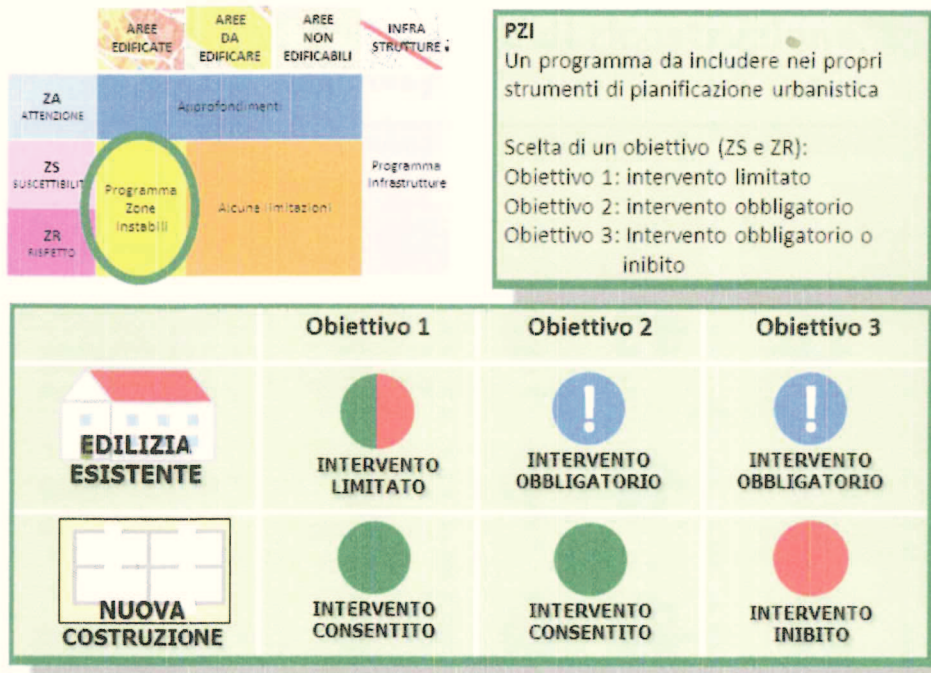 AREE
EDIFICATE
AREE
DA
EDIFICARE
AREE
NON
EDIFICABILI
INFRA
STRUTTURE
ZA
ATTENZIONE
Approfondimenti
ZS
SUSCETTIBILIT
Programma
Zone
Instabili
Alcune limitazioni
Programma
Infrastrutture
ZR
RISPETTO
PZI
Un programma da includere nei propri
strumenti di pianificazione urbanistica
Scelta di un obiettivo (ZS e ZR):
Obiettivo 1: intervento limitato
Obiettivo 2: intervento obbligatorio
Obiettivo 3: Intervento obbligatorio o
inibito
Obiettivo 1
Obiettivo 2
Obiettivo 3
EDILIZIA
ESISTENTE
INTERVENTO
LIMITATO
!
INTERVENTO
OBBLIGATORIO
!
INTERVENTO
OBBLIGATORIO
NUOVA
COSTRUZIONE
INTERVENTO
CONSENTITO
INTERVENTO
CONSENTITO
INTERVENTO
INIBITO